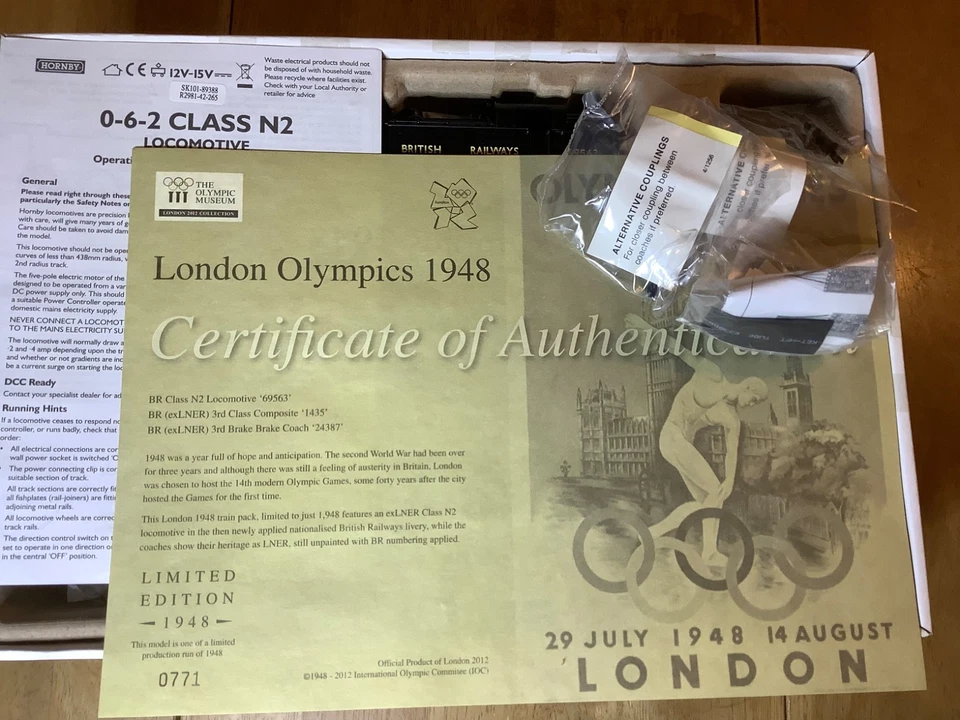 HORNBY
12V-15V
SK101-89388
R2981-42-265
Waste electrical products should not
be disposed of with household waste.
Please recycle where facilities exist.
Check with your Local Authority or
retailer for advice
0-6-2 CLASS N2
LOCOMOTIVE
Operati
General
Please read right through these
particularly the Safety Notes o
Hornby locomotives are precision
with care, will give many years of g
Care should be taken to avoid dam
the model.
This locomotive should not be ope
curves of less than 438mm radius,
2nd radius track.
The five-pole electric motor of the
designed to be operated from a var
DC power supply only. This should
a suitable Power Controller operate
domestic mains electricity supply
NEVER CONNECT A LOCOMOT
TO THE MAINS ELECTRICITY SU
The locomotive will normally draw a
·2 and ·4 amp depending upon the tr
and whether or not gradients are inc
be a current surge on starting the loc
DCC Ready
Contact your specialist dealer for ad
Running Hints
If a locomotive ceases to respond no
controller, or runs badly, check that
order:
• All electrical connections are cor
wall power socket is switched 'C
• The power connecting clip is cor
suitable section of track.
All track sections are correctly fit
all fishplates (rail-joiners) are fitti
adjoining metal rails.
All locomotive wheels are correc
track rails.
The direction control switch on t
set to operate in one direction o
in the central 'OFF' position.
BRITISH RAILWAYS
ALTERNATIVE COUPLINGS
For closer coupling between
coaches if preferred.
4/1256
ALTERNATIVE C
THE
OLYMPIC
MUSEUM
LONDON 2012 COLLECTION
london
OLYM
London Olympics 1948
Certificate of Authentic
BR Class N2 Locomotive '69563'
BR (exLNER) 3rd Class Composite '1435'
BR (exLNER) 3rd Brake Brake Coach '24387'
1948 was a year full of hope and anticipation. The second World War had been over
for three years and although there was still a feeling of austerity in Britain, London
was chosen to host the 14th modern Olympic Games, some forty years after the city
hosted the Games for the first time.
This London 1948 train pack, limited to just 1,948 features an exLNER Class N2
locomotive in the then newly applied nationalised British Railways livery, while the
coaches show their heritage as LNER, still unpainted with BR numbering applied.
LIMITED
EDITION
1948
This model is one of a limited
production run of 1948
0771
Official Product of London 2012
©1948 - 2012 International Olympic Commitee (IOC)
29 JULY 1948 14 AUGUST
LONDON